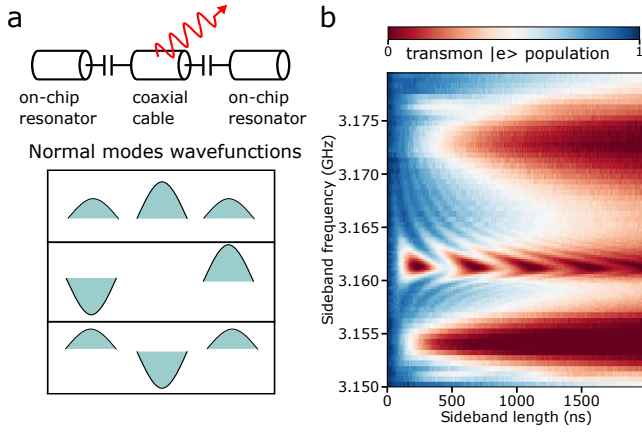 a
on-chip
resonator
coaxial
cable
on-chip
resonator
Normal modes wavefunctions
b
0
1
transmon |e> population
Sideband frequency (GHz)
3.175
3.170
3.165
3.160
3.155
3.150
0
500
1000
1500
Sideband length (ns)